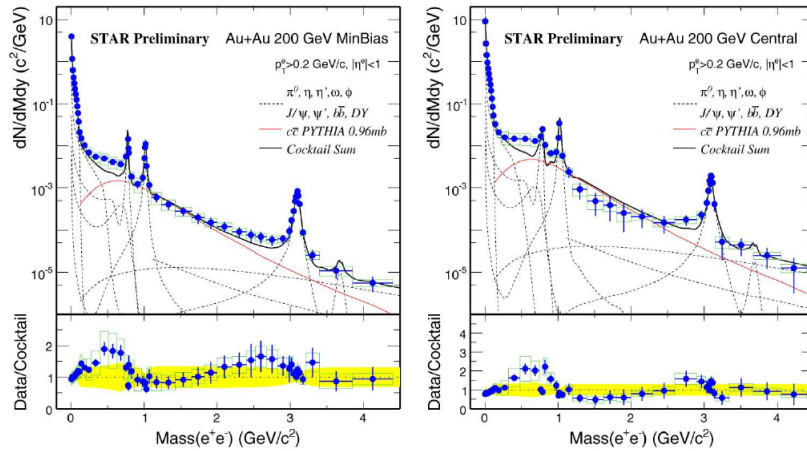 STAR Preliminary Au+Au 200 GeV MinBias
p_T^e>0.2 GeV/c, |η^e|<1
π⁰, η, η', ω, ϕ
J/ψ, ψ', bb̅, DY
cc̅ PYTHIA 0.96mb
Cocktail Sum
dN/dMdy (c²/GeV)
10
10⁻¹
10⁻³
10⁻⁵
Data/Cocktail
2
1
0
0 1 2 3 4
Mass(e⁺e⁻) (GeV/c²)
STAR Preliminary Au+Au 200 GeV Central
p_T^e>0.2 GeV/c, |η^e|<1
π⁰, η, η', ω, ϕ
J/ψ, ψ', bb̅, DY
cc̅ PYTHIA 0.96mb
Cocktail Sum
dN/dMdy (c²/GeV)
10
10⁻¹
10⁻³
10⁻⁵
Data/Cocktail
4
3
2
1
0
0 1 2 3 4
Mass(e⁺e⁻) (GeV/c²)